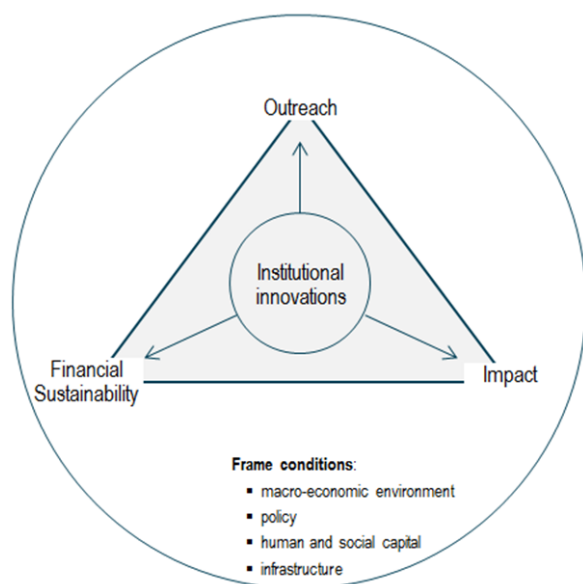 Outreach
Institutional
innovations
Financial
Sustainability
Impact
Frame conditions:
▪ macro-economic environment
▪ policy
▪ human and social capital
▪ infrastructure